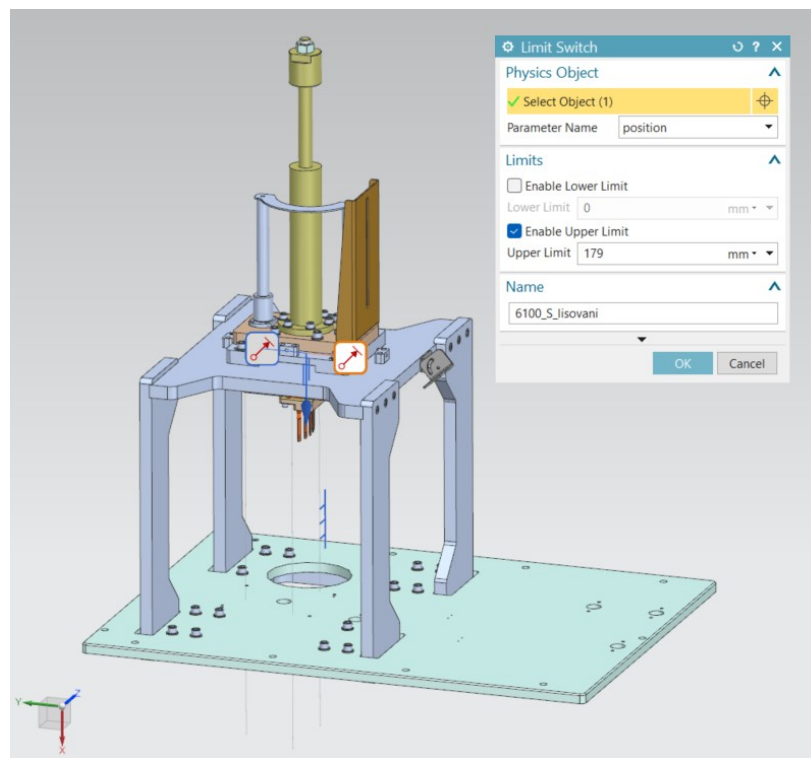 Limit Switch
Physics Object
Select Object (1)
Parameter Name position
Limits
Enable Lower Limit
Lower Limit 0 mm
Enable Upper Limit
Upper Limit 179 mm
Name
6100_S_lisovani
OK Cancel
Y Z
X